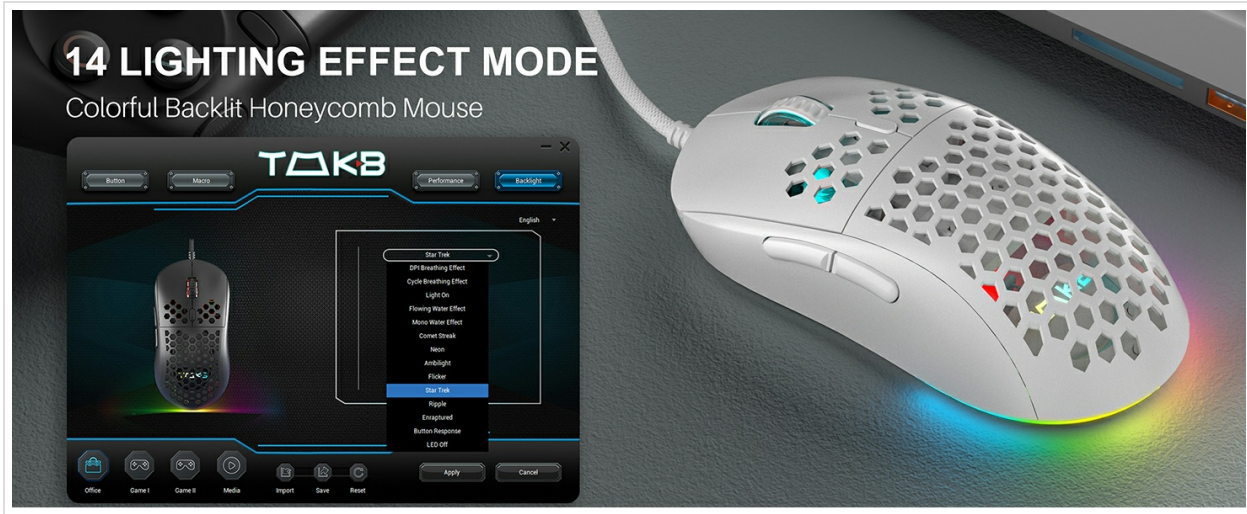 14 LIGHTING EFFECT MODE
Colorful Backlit Honeycomb Mouse
TMKB
Button
Macro
Performance
Backlight
English
Star Trek
DPI Breathing Effect
Cycle Breathing Effect
Light On
Flowing Water Effect
Mono Water Effect
Comet Streak
Neon
Ambilight
Flicker
Star Trek
Ripple
Enraptured
Button Response
LED Off
Office
Game I
Game II
Media
Import
Save
Reset
Apply
Cancel